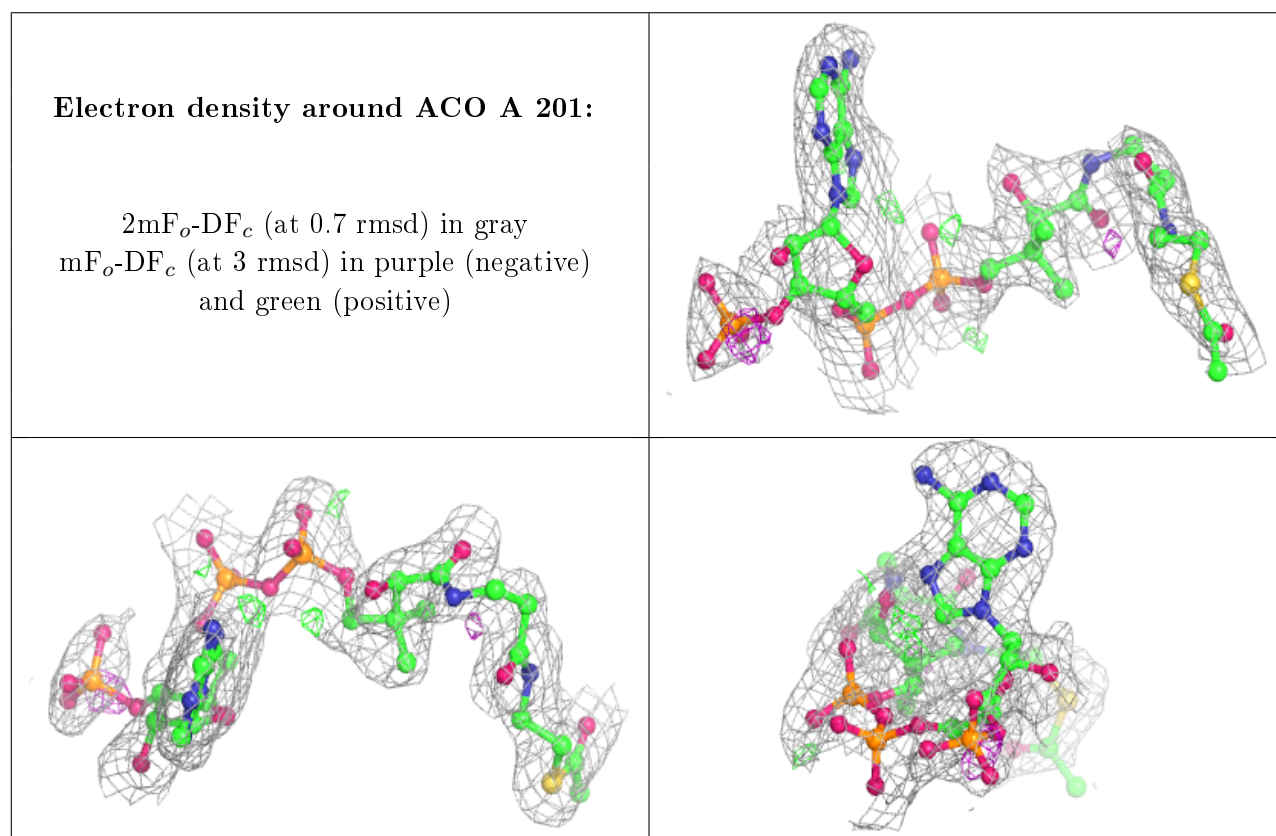 Electron density around ACO A 201:
2mFₒ-DF𝒸 (at 0.7 rmsd) in gray
mFₒ-DF𝒸 (at 3 rmsd) in purple (negative)
and green (positive)